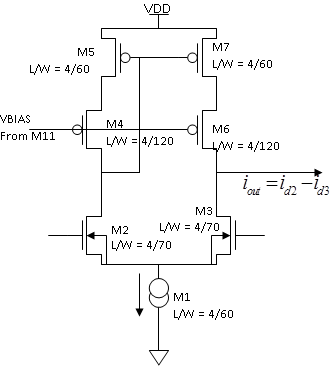 VDD
M5
L/W = 4/60
M7
L/W = 4/60
VBIAS
From M11
M4
L/W = 4/120
M6
L/W = 4/120
i_out = i_d2 − i_d3
M2
L/W = 4/70
M3
L/W = 4/70
M1
L/W = 4/60